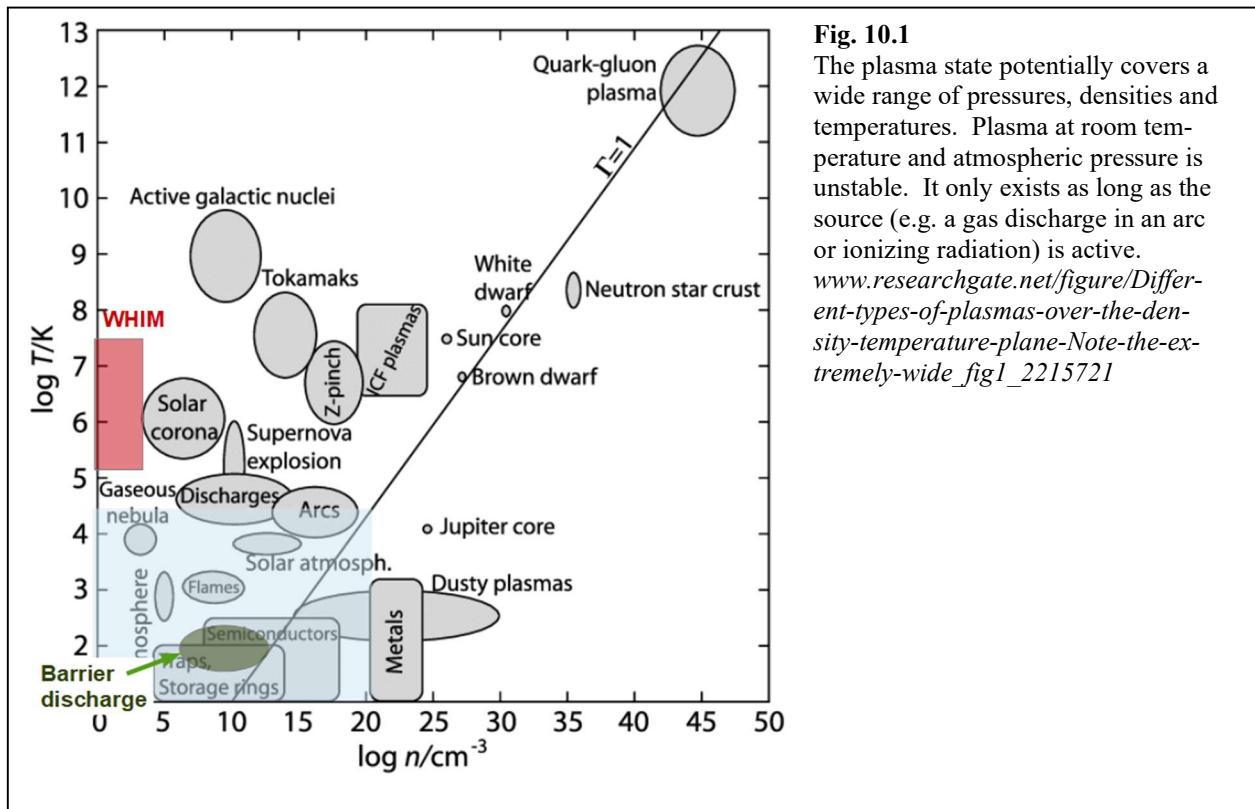 13
12
11
10
9
8
7
6
5
4
3
2
log T/K
Quark-gluon
plasma
Γ=1
Active galactic nuclei
Tokamaks
White
dwarf
Neutron star crust
WHIM
ICF plasmas
Sun core
Z-pinch
Brown dwarf
Solar
corona
Supernova
explosion
Gaseous
nebula
Discharges
Arcs
Jupiter core
Solar atmosph.
nosphere
Flames
Dusty plasmas
Metals
Semiconductors
Traps,
Storage rings
Barrier
discharge
0 5 10 15 20 25 30 35 40 45 50
log n/cm-3
Fig. 10.1
The plasma state potentially covers a
wide range of pressures, densities and
temperatures. Plasma at room tem-
perature and atmospheric pressure is
unstable. It only exists as long as the
source (e.g. a gas discharge in an arc
or ionizing radiation) is active.
www.researchgate.net/figure/Differ-
ent-types-of-plasmas-over-the-den-
sity-temperature-plane-Note-the-ex-
tremely-wide_fig1_2215721